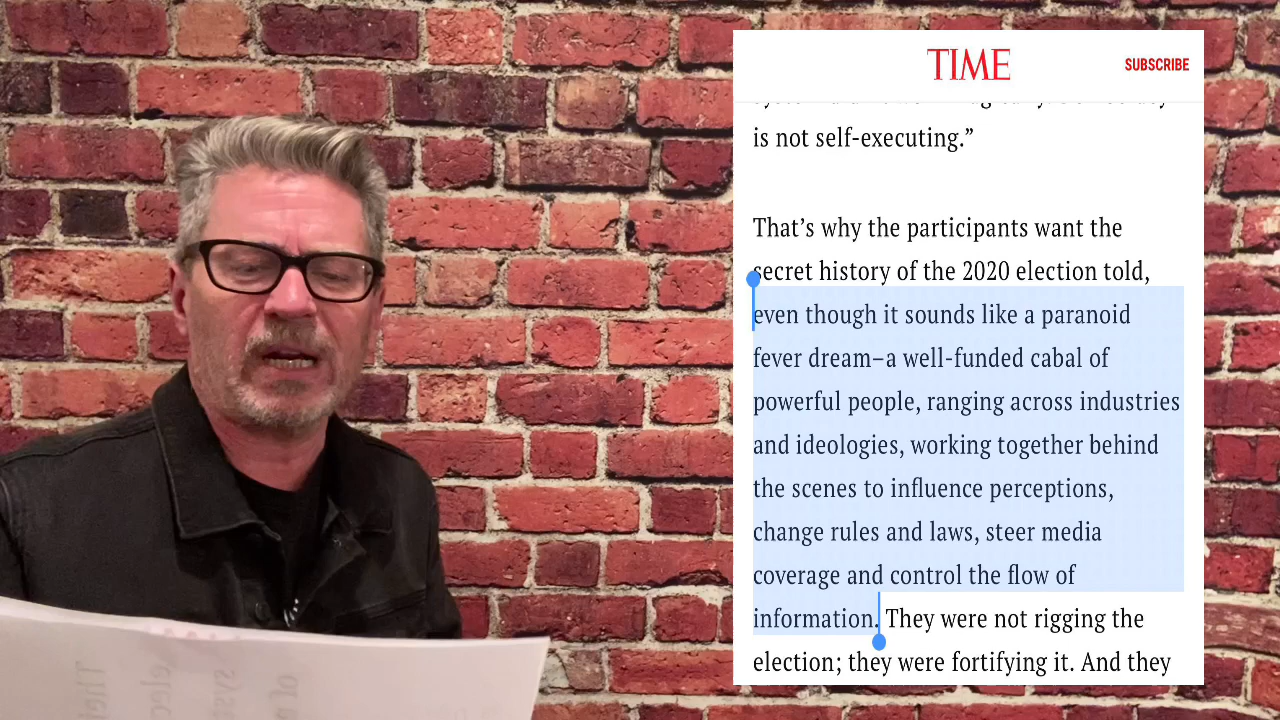 TIME
SUBSCRIBE
is not self-executing.”
That’s why the participants want the
secret history of the 2020 election told,
even though it sounds like a paranoid
fever dream–a well-funded cabal of
powerful people, ranging across industries
and ideologies, working together behind
the scenes to influence perceptions,
change rules and laws, steer media
coverage and control the flow of
information. They were not rigging the
election; they were fortifying it. And they